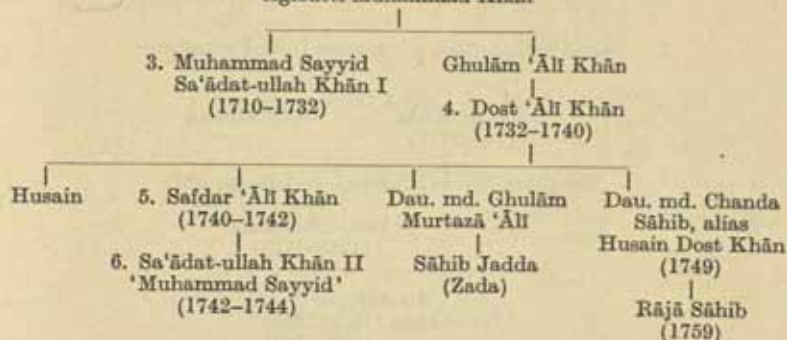 Muhammad Khān
3. Muhammad Sayyid
Sa‘ādat-ullah Khān I
(1710–1732)
Ghulām ‘Ālī Khān
4. Dost ‘Ālī Khān
(1732–1740)
Husain
5. Safdar ‘Ālī Khān
(1740–1742)
6. Sa‘ādat-ullah Khān II
‘Muhammad Sayyid’
(1742–1744)
Dau. md. Ghulām
Murtazā ‘Ālī
Sāhib Jadda
(Zada)
Dau. md. Chanda
Sāhib, alias
Husain Dost Khān
(1749)
Rājā Sāhib
(1759)